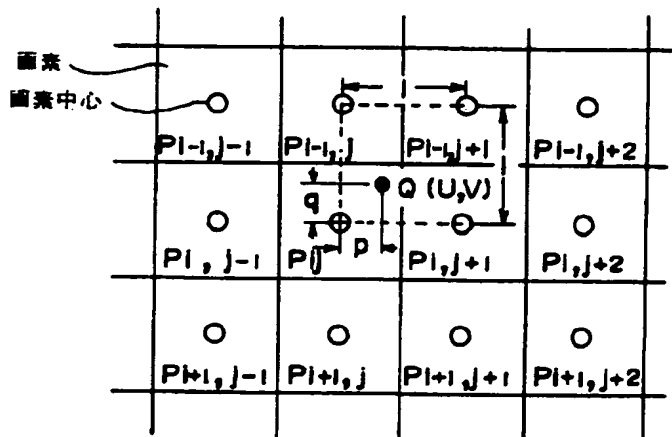 画素
画素中心
Pi-1,j-1 Pi-1,j Pi-1,j+1 Pi-1,j+2
Q (U,V)
q
p
Pi,j-1 Pij Pi,j+1 Pi,j+2
Pi+1,j-1 Pi+1,j Pi+1,j+1 Pi+1,j+2